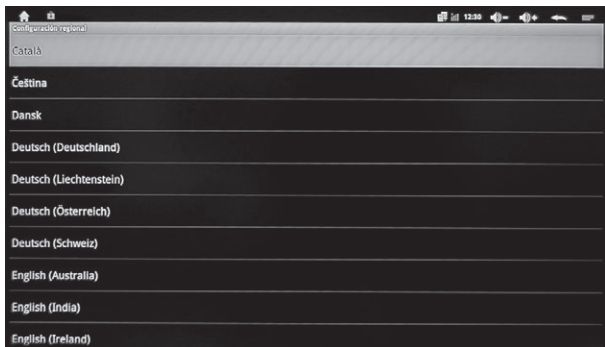 12:30
Configuración regional
Català
Čeština
Dansk
Deutsch (Deutschland)
Deutsch (Liechtenstein)
Deutsch (Österreich)
Deutsch (Schweiz)
English (Australia)
English (India)
English (Ireland)